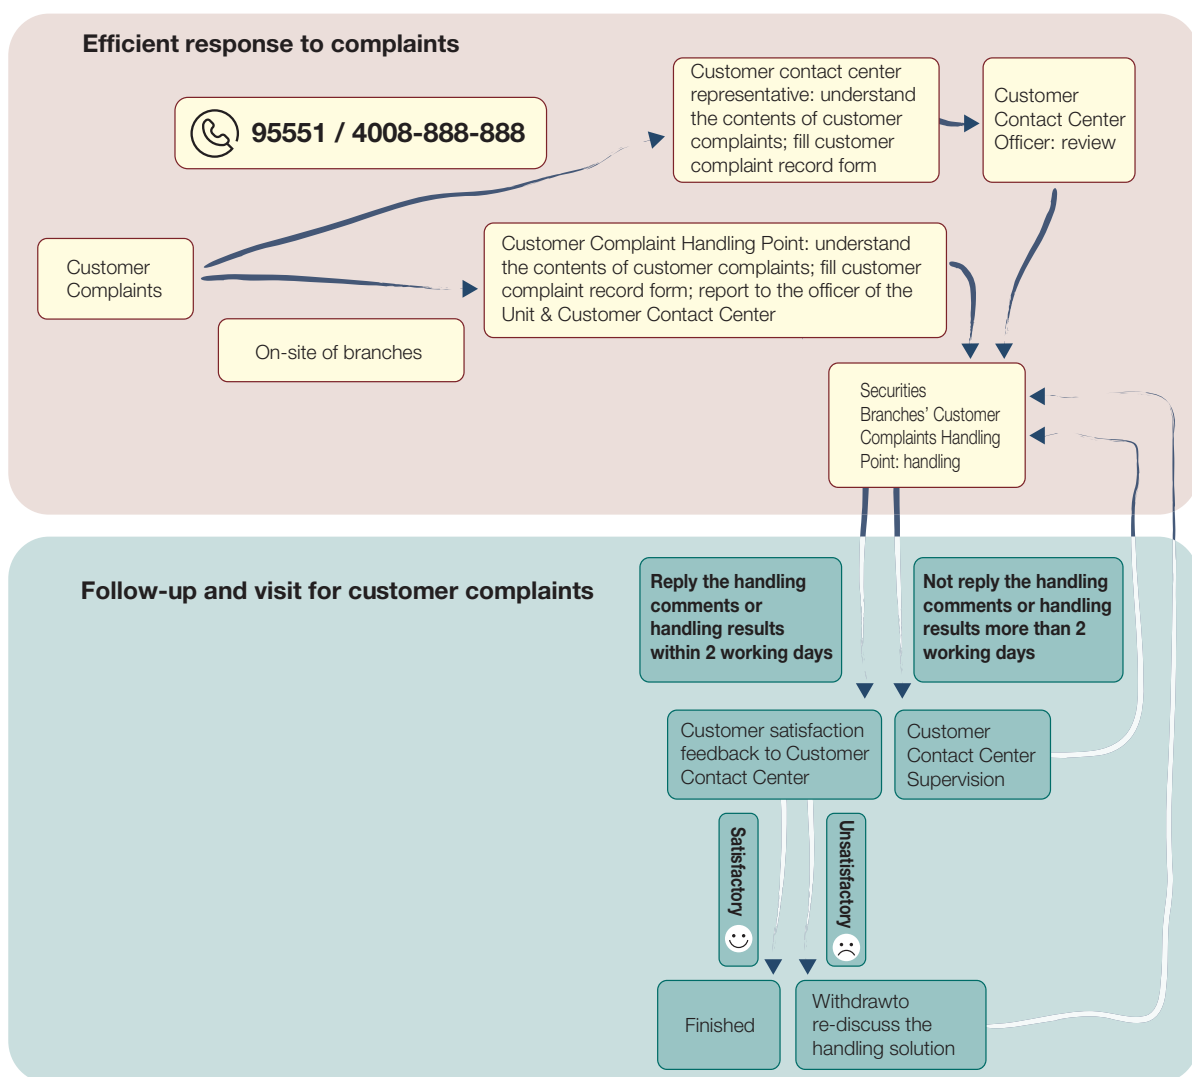 Efficient response to complaints
95551 / 4008-888-888
Customer contact center
representative: understand
the contents of customer
complaints; fill customer
complaint record form
Customer
Contact Center
Officer: review
Customer
Complaints
Customer Complaint Handling Point: understand
the contents of customer complaints; fill customer
complaint record form; report to the officer of the
Unit & Customer Contact Center
On-site of branches
Securities
Branches’ Customer
Complaints Handling
Point: handling
Follow-up and visit for customer complaints
Reply the handling
comments or
handling results
within 2 working days
Not reply the handling
comments or handling
results more than 2
working days
Customer satisfaction
feedback to Customer
Contact Center
Customer
Contact Center
Supervision
Satisfactory
Unsatisfactory
Finished
Withdrawto
re-discuss the
handling solution